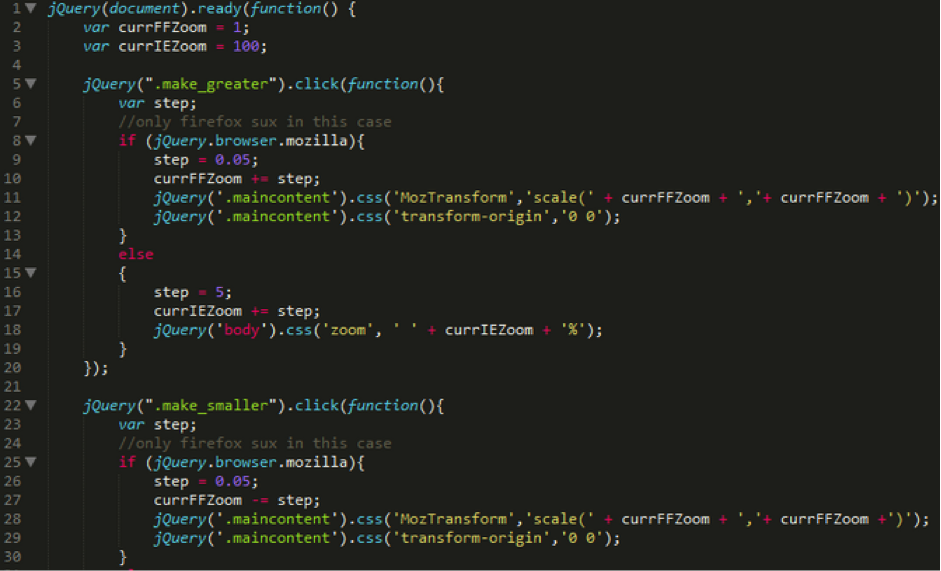 1 jQuery(document).ready(function() {
2 var currFFZoom = 1;
3 var currIEZoom = 100;
4
5 jQuery(".make_greater").click(function(){
6 var step;
7 //only firefox sux in this case
8 if (jQuery.browser.mozilla){
9 step = 0.05;
10 currFFZoom += step;
11 jQuery('.maincontent').css('MozTransform','scale(' + currFFZoom + ','+ currFFZoom + ')');
12 jQuery('.maincontent').css('transform-origin','0 0');
13 }
14 else
15 {
16 step = 5;
17 currIEZoom += step;
18 jQuery('body').css('zoom', ' ' + currIEZoom + '%');
19 }
20 });
21
22 jQuery(".make_smaller").click(function(){
23 var step;
24 //only firefox sux in this case
25 if (jQuery.browser.mozilla){
26 step = 0.05;
27 currFFZoom -= step;
28 jQuery('.maincontent').css('MozTransform','scale(' + currFFZoom + ','+ currFFZoom +')');
29 jQuery('.maincontent').css('transform-origin','0 0');
30 }